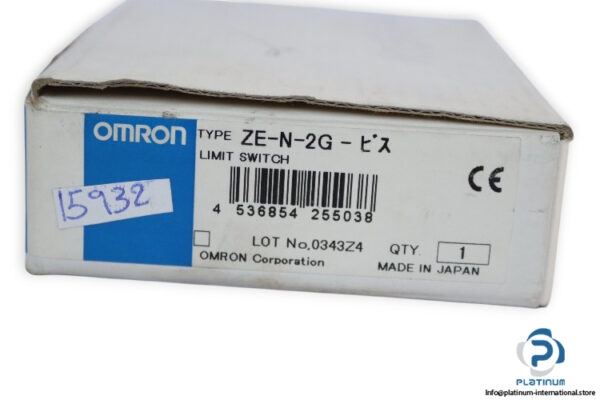 OMRON
TYPE ZE-N-2G-ビス
LIMIT SWITCH
CE
15932
4 536854 255038
LOT No,0343Z4
QTY. 1
OMRON Corporation
MADE IN JAPAN
PLATINUM
Info@platinum-international.store